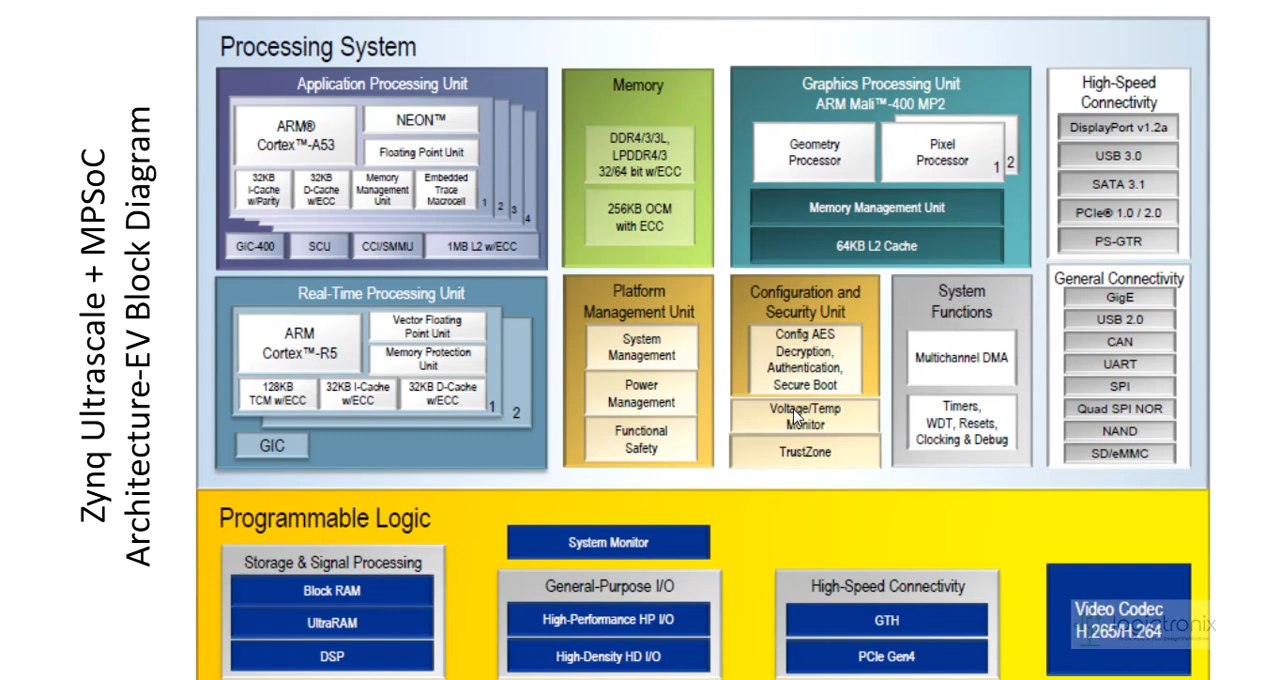 Zynq Ultrascale + MPSoC
Architecture-EV Block Diagram
Processing System
Application Processing Unit
ARM®
Cortex™-A53
NEON™
Floating Point Unit
32KB
I-Cache
w/Parity
32KB
D-Cache
w/ECC
Memory
Management
Unit
Embedded
Trace
Macrocell
1
2
3
4
GIC-400
SCU
CCI/SMMU
1MB L2 w/ECC
Memory
DDR4/3/3L,
LPDDR4/3
32/64 bit w/ECC
256KB OCM
with ECC
Graphics Processing Unit
ARM Mali™-400 MP2
Geometry
Processor
Pixel
Processor
1
2
Memory Management Unit
64KB L2 Cache
High-Speed
Connectivity
DisplayPort v1.2a
USB 3.0
SATA 3.1
PCIe® 1.0 / 2.0
PS-GTR
Real-Time Processing Unit
ARM
Cortex™-R5
Vector Floating
Point Unit
Memory Protection
Unit
128KB
TCM w/ECC
32KB I-Cache
w/ECC
32KB D-Cache
w/ECC
1
2
GIC
Platform
Management Unit
System
Management
Power
Management
Functional
Safety
Configuration and
Security Unit
Config AES
Decryption,
Authentication,
Secure Boot
Voltage/Temp
Monitor
TrustZone
System
Functions
Multichannel DMA
Timers,
WDT, Resets,
Clocking & Debug
General Connectivity
GigE
USB 2.0
CAN
UART
SPI
Quad SPI NOR
NAND
SD/eMMC
Programmable Logic
Storage & Signal Processing
Block RAM
UltraRAM
DSP
System Monitor
General-Purpose I/O
High-Performance HP I/O
High-Density HD I/O
High-Speed Connectivity
GTH
PCIe Gen4
Video Codec
H.265/H.264
logictronix